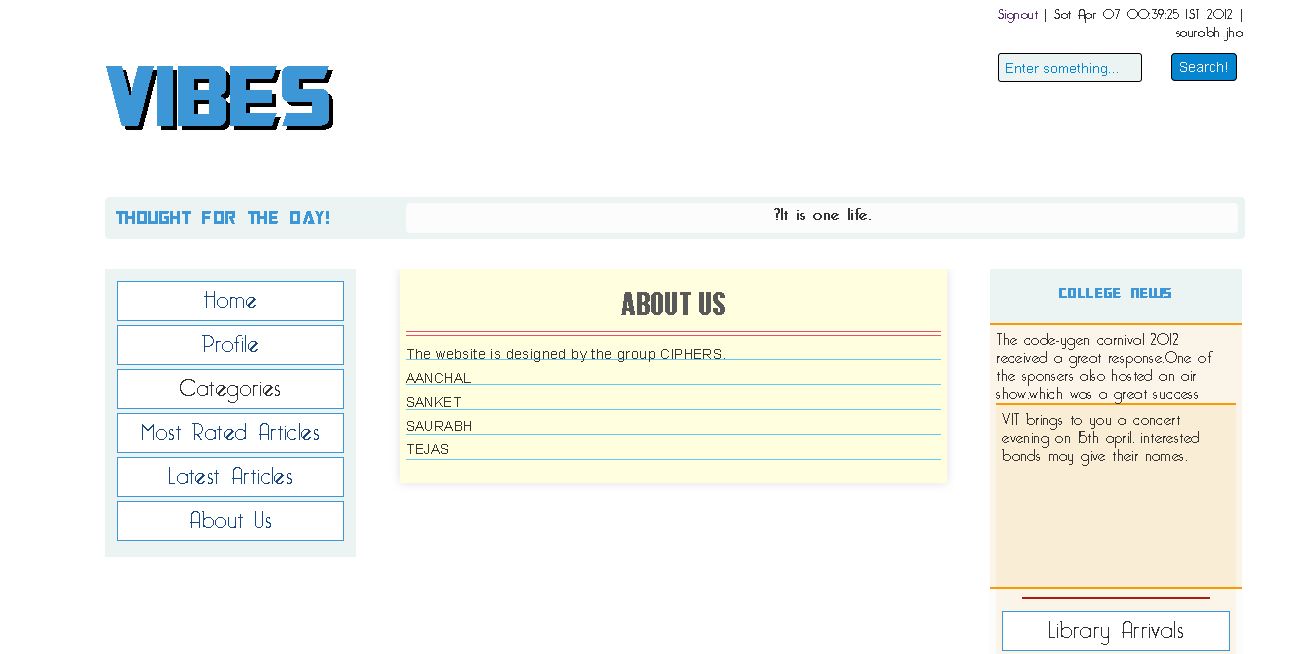 Signout | Sat Apr 07 00:39:25 IST 2012 |
saurabh jha
Enter something...
Search!
VIBES
THOUGHT FOR THE DAY!
?It is one life.
Home
Profile
Categories
Most Rated Articles
Latest Articles
About Us
ABOUT US
The website is designed by the group CIPHERS.
AANCHAL
SANKET
SAURABH
TEJAS
COLLEGE NEWS
The code-ygen carnival 2012
received a great response.One of
the sponsers also hosted an air
show.which was a great success
VIT brings to you a concert
evening on 15th april. interested
bands may give their names.
Library Arrivals